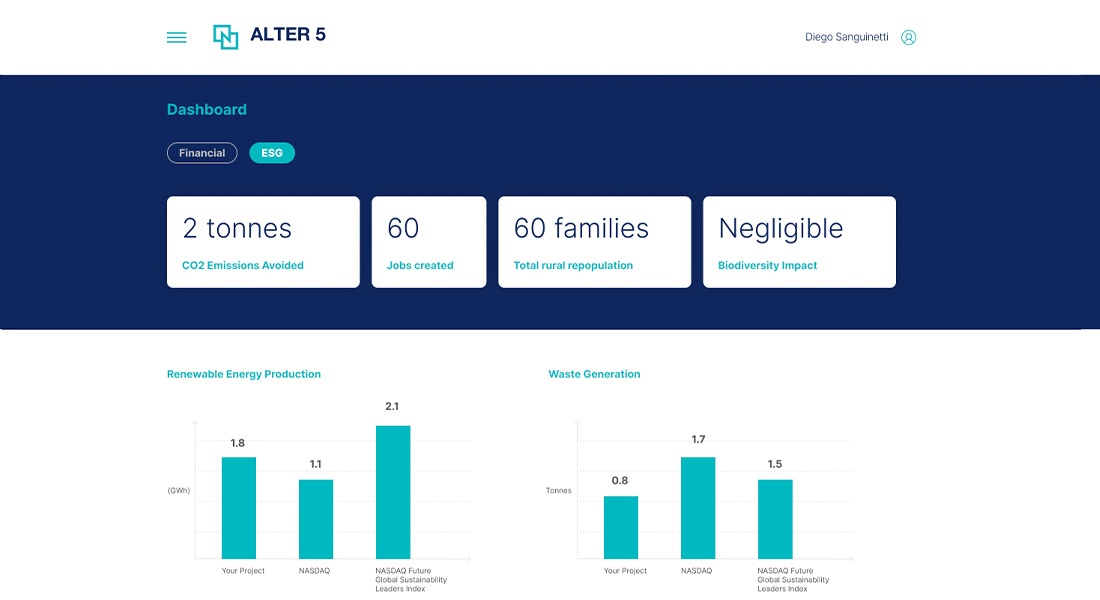 ALTER 5
Diego Sanguinetti
Dashboard
Financial
ESG
2 tonnes
CO2 Emissions Avoided
60
Jobs created
60 families
Total rural repopulation
Negligible
Biodiversity Impact
Renewable Energy Production
2.1
1.8
1.1
(GWh)
Your Project
NASDAQ
NASDAQ Future
Global Sustainability
Leaders Index
Waste Generation
1.7
1.5
0.8
Tonnes
Your Project
NASDAQ
NASDAQ Future
Global Sustainability
Leaders Index